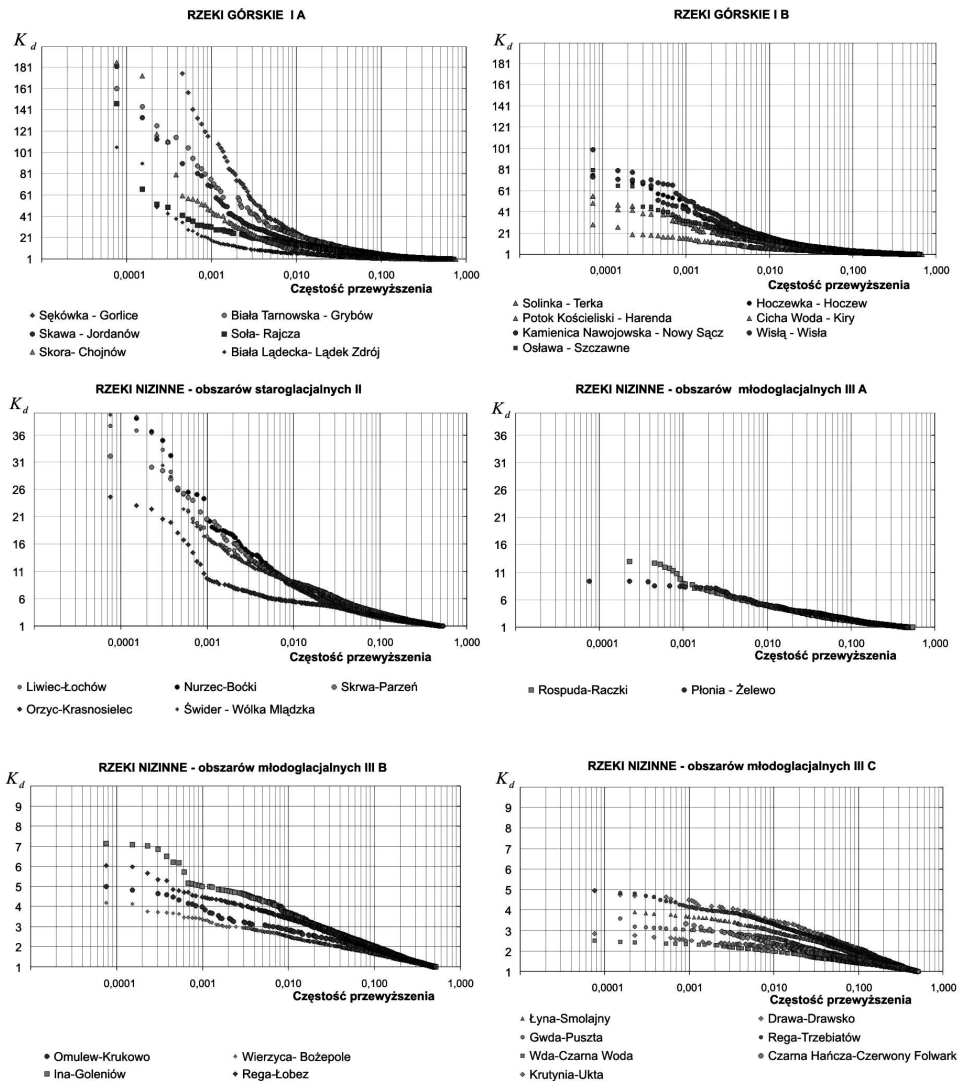 RZEKI GÓRSKIE I A
K d
181
161
141
121
101
81
61
41
21
1
0,0001 0,001 0,010 0,100 1,000
Częstość przewyższenia
Sękówka - Gorlice Biała Tarnowska - Grybów
Skawa - Jordanów Soła- Rajcza
Skora- Chojnów Biała Lądecka- Lądek Zdrój
RZEKI GÓRSKIE I B
K d
181
161
141
121
101
81
61
41
21
1
0,0001 0,001 0,010 0,100 1,000
Częstość przewyższenia
Solinka - Terka Hoczewka - Hoczew
Potok Kościeliski - Harenda Cicha Woda - Kiry
Kamienica Nawojowska - Nowy Sącz Wisłą - Wisła
Osława - Szczawne
RZEKI NIZINNE - obszarów staroglacjalnych II
K d
36
31
26
21
16
11
6
1
0,0001 0,001 0,010 0,100 1,000
Częstość przewyższenia
Liwiec-Łochów Nurzec-Boćki Skrwa-Parzeń
Orzyc-Krasnosielec Świder - Wólka Mlądzka
RZEKI NIZINNE - obszarów młodoglacjalnych III A
K d
36
31
26
21
16
11
6
1
0,0001 0,001 0,010 0,100 1,000
Częstość przewyższenia
Rospuda-Raczki Płonia - Żelewo
RZEKI NIZINNE - obszarów młodoglacjalnych III B
K d
9
8
7
6
5
4
3
2
1
0,0001 0,001 0,010 0,100 1,000
Częstość przewyższenia
Omulew-Krukowo Wierzyca- Bożepole
Ina-Goleniów Rega-Łobez
RZEKI NIZINNE - obszarów młodoglacjalnych III C
K d
9
8
7
6
5
4
3
2
1
0,0001 0,001 0,010 0,100 1,000
Częstość przewyższenia
Łyna-Smolajny Drawa-Drawsko
Gwda-Puszta Rega-Trzebiatów
Wda-Czarna Woda Czarna Hańcza-Czerwony Folwark
Krutynia-Ukta